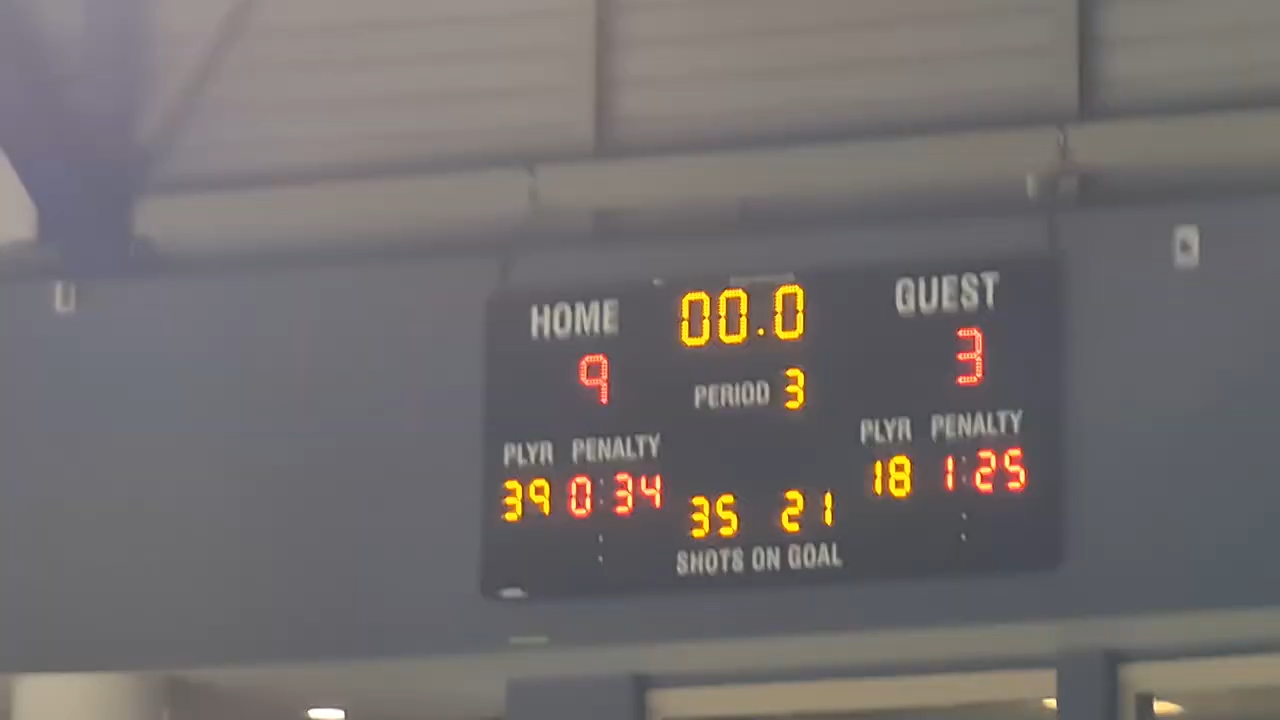 HOME 00.0 GUEST
9 PERIOD 3 3
PLYR PENALTY PLYR PENALTY
39 0:34 35 21 18 1:25
: SHOTS ON GOAL :